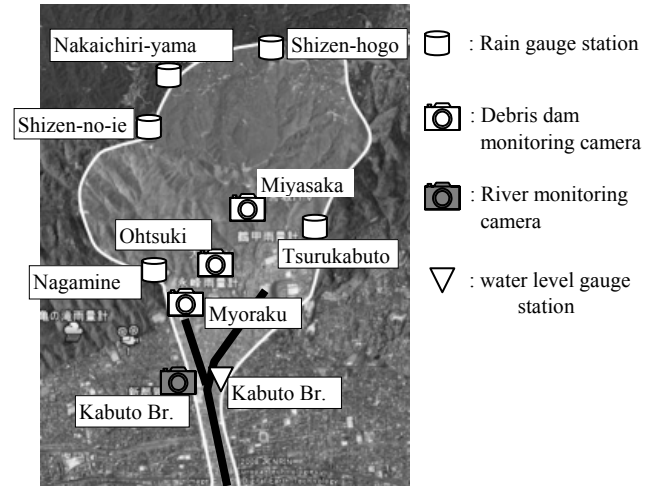 Nakaichiri-yama
Shizen-hogo
Shizen-no-ie
Miyasaka
Ohtsuki
Tsurukabuto
Nagamine
Myoraku
Kabuto Br.
Kabuto Br.
: Rain gauge station
: Debris dam
monitoring camera
: River monitoring
camera
: water level gauge
station